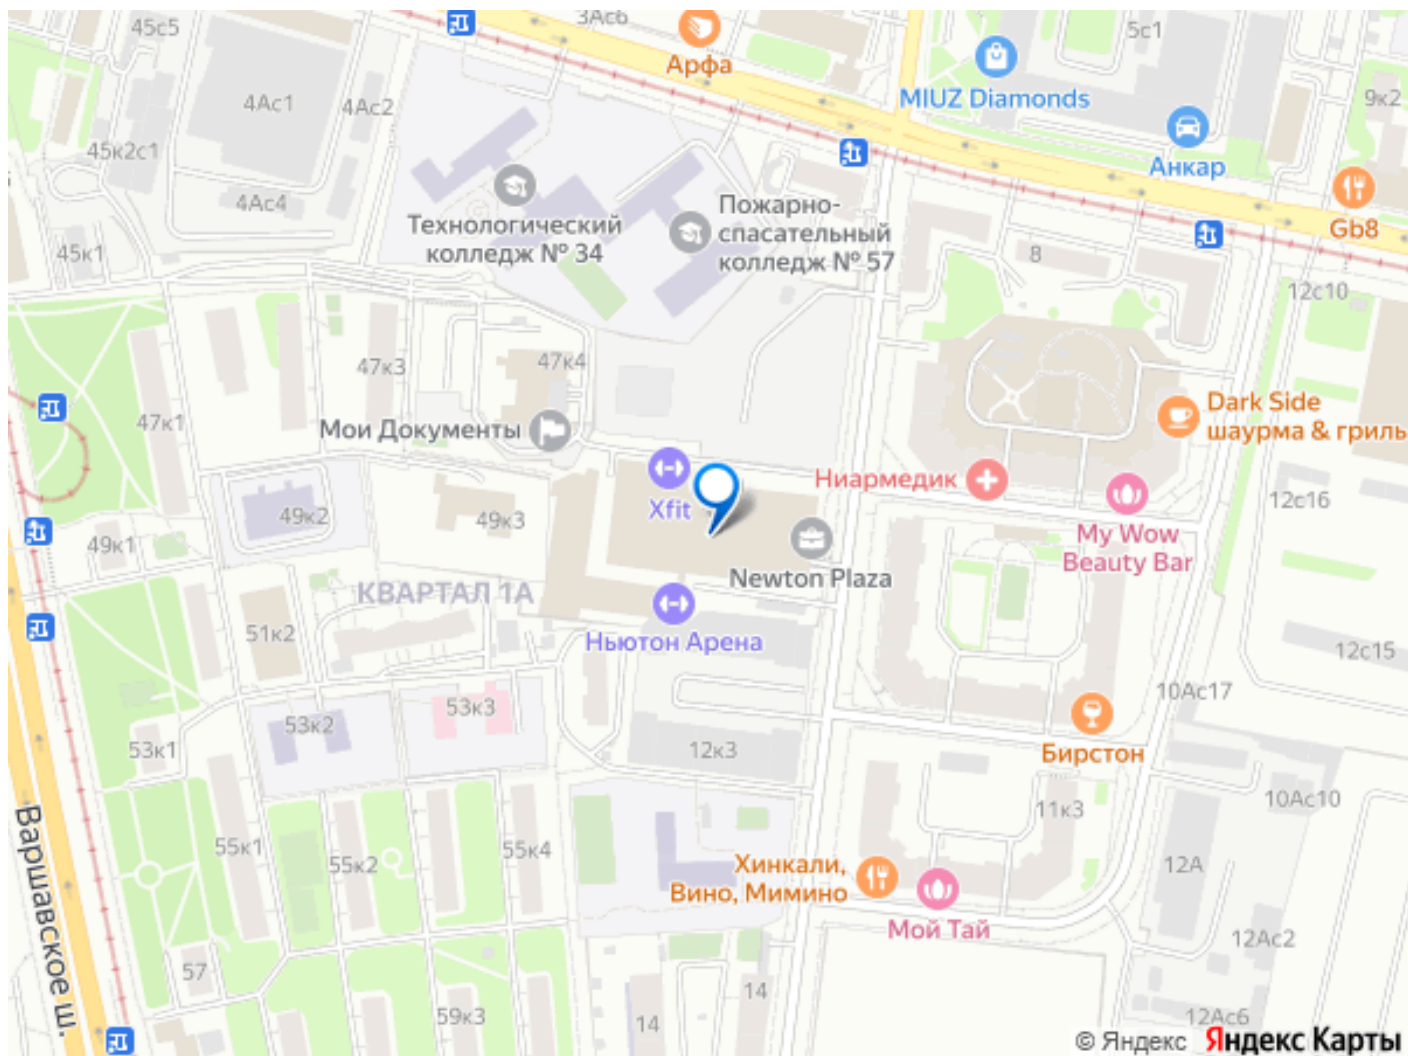 3Ас6
45с5
5с1
Арфа
MIUZ Diamonds
4Ас1
4Ас2
9к2
45к2с1
Анкар
4Ас4
Технологический
колледж № 34
Пожарно-
спасательный
колледж № 57
Gb8
45к1
8
12с10
47к3
47к4
47к1
Мои Документы
Dark Side
шаурма & гриль
Xfit
Ниармедик
12с16
49к2
49к3
49к1
My Wow
Beauty Bar
Newton Plaza
КВАРТАЛ 1А
51к2
Ньютон Арена
12с15
10Ас17
53к3
53к2
53к1
12к3
Бирстон
10Ас10
11к3
Варшавское ш.
55к1
55к2
55к4
Хинкали,
Вино, Мимино
12А
Мой Тай
12Ас2
57
14
59к3
14
12Ас6
© Яндекс Яндекс Карты